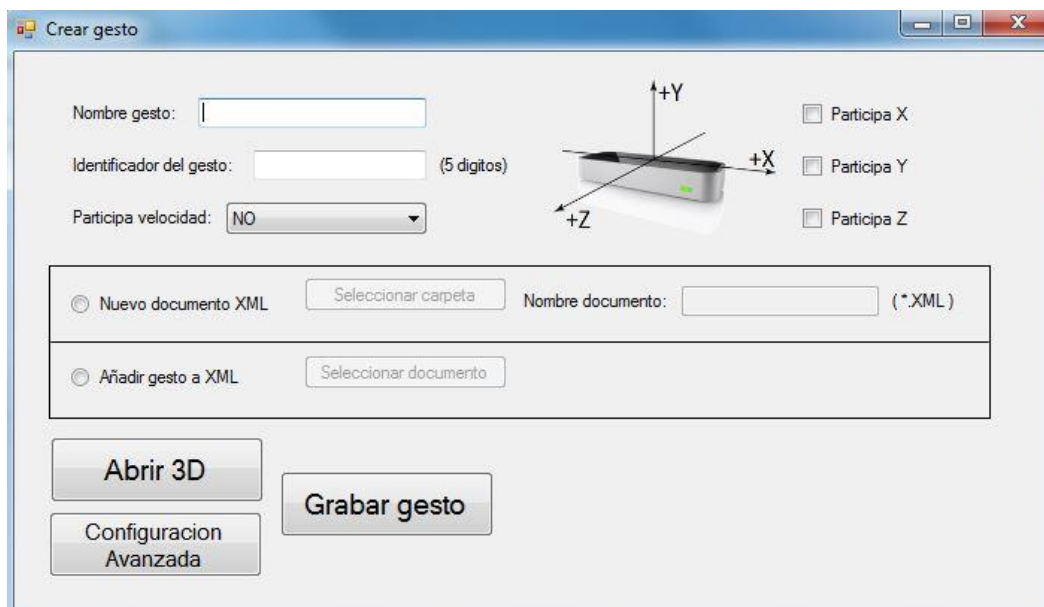 Crear gesto
Nombre gesto:
+Y
Participa X
Identificador del gesto:
(5 digitos)
+X
Participa Y
Participa velocidad:
NO
+Z
Participa Z
Nuevo documento XML
Seleccionar carpeta
Nombre documento:
( *.XML )
Añadir gesto a XML
Seleccionar documento
Abrir 3D
Grabar gesto
Configuracion
Avanzada